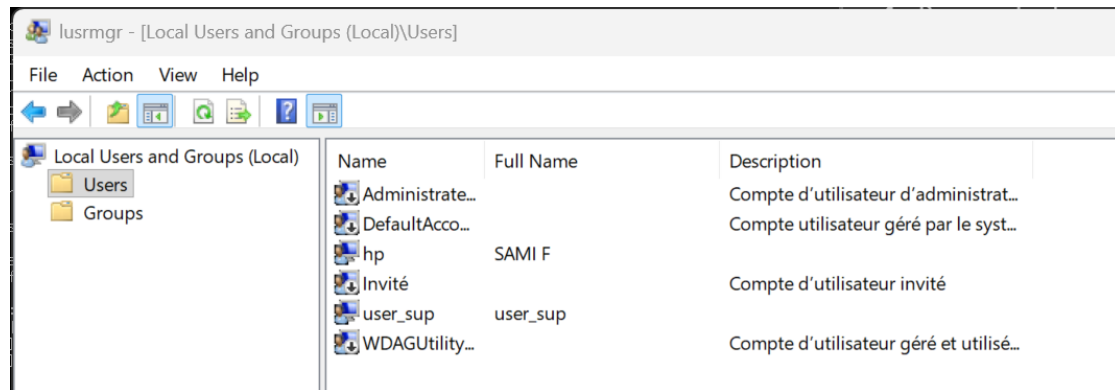 lusrmgr - [Local Users and Groups (Local)\Users]
File Action View Help
Local Users and Groups (Local)
Users
Groups
Name Full Name Description
Administrate... Compte d'utilisateur d'administrat...
DefaultAcco... Compte utilisateur géré par le syst...
hp SAMI F
Invité Compte d'utilisateur invité
user_sup user_sup
WDAGUtility... Compte d'utilisateur géré et utilisé...